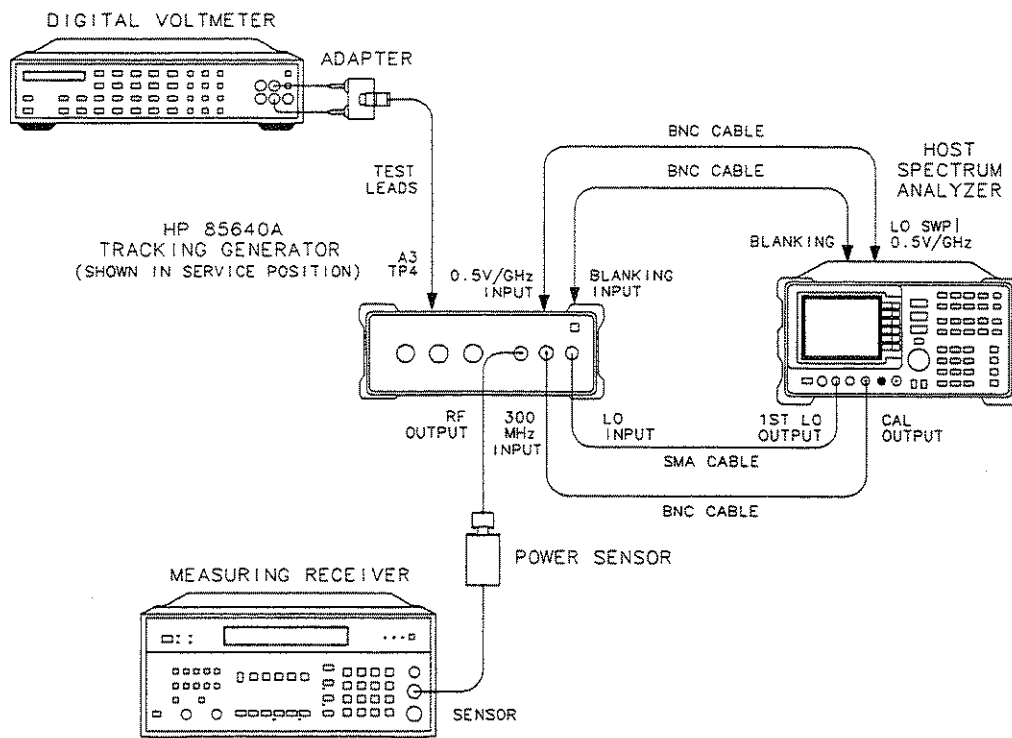 DIGITAL VOLTMETER
ADAPTER
TEST
LEADS
BNC CABLE
BNC CABLE
HOST
SPECTRUM
ANALYZER
HP 85640A
TRACKING GENERATOR
(SHOWN IN SERVICE POSITION)
A3
TP4
0.5V/GHz
INPUT
BLANKING
INPUT
BLANKING
LO SWP|
0.5V/GHz
RF
OUTPUT
300
MHz
INPUT
LO
INPUT
1ST LO
OUTPUT
CAL
OUTPUT
SMA CABLE
BNC CABLE
POWER SENSOR
MEASURING RECEIVER
SENSOR